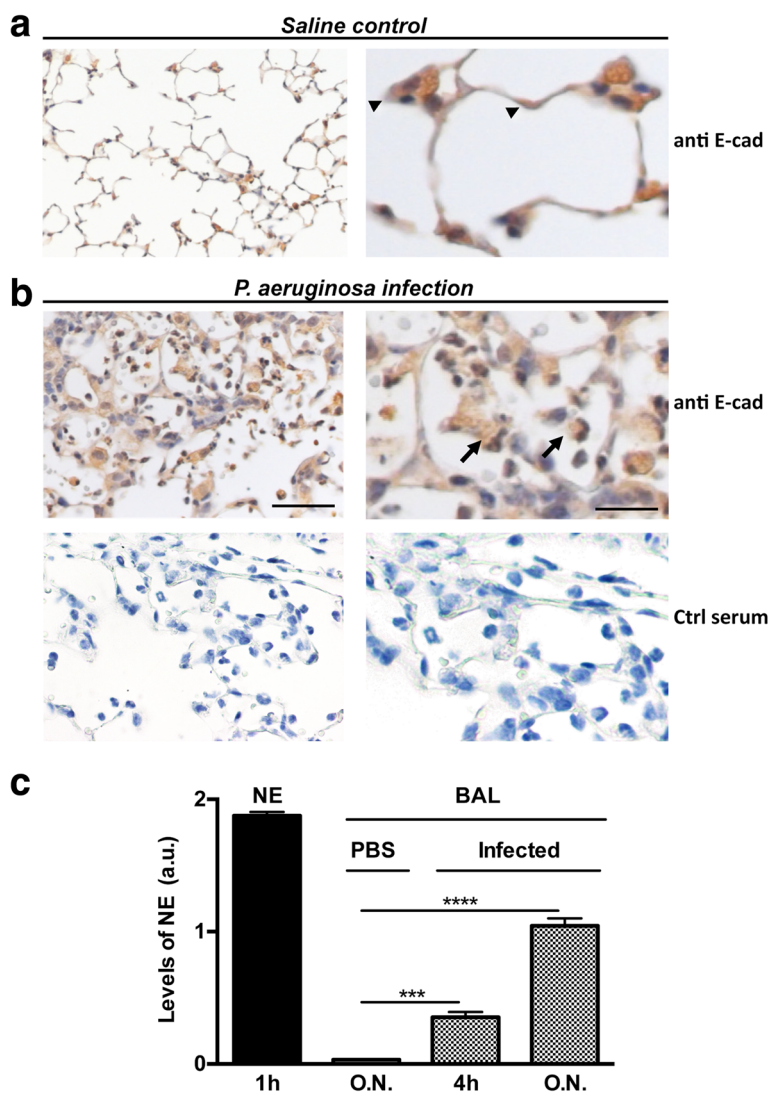 a
Saline control
anti E-cad
b
P. aeruginosa infection
anti E-cad
Ctrl serum
c
Levels of NE (a.u.)
2
1
0
NE
BAL
PBS
Infected
****
***
1h
O.N.
4h
O.N.